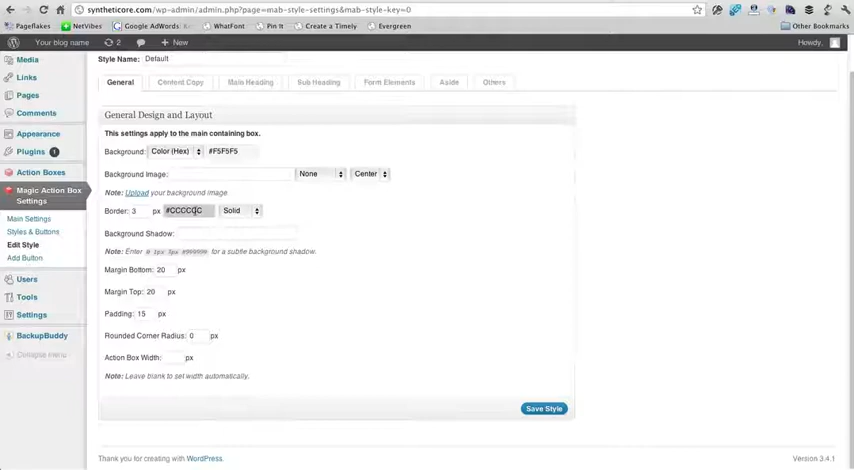 syntheticore.com/wp-admin/admin.php?page=mab-style-settings&mab-style-key=0
Pageflakes NetVibes Google AdWords: WhatFont Pin It Create a Timely Evergreen Other Bookmarks
Your blog name 2 + New Howdy,
Media
Links
Pages
Comments
Appearance
Plugins 1
Action Boxes
Magic Action Box
Settings
Main Settings
Styles & Buttons
Edit Style
Add Button
Users
Tools
Settings
BackupBuddy
Collapse menu
Style Name: Default
General Content Copy Main Heading Sub Heading Form Elements Aside Others
General Design and Layout
This settings apply to the main containing box.
Background: Color (Hex) #F5F5F5
Background Image: None Center
Note: Upload your background image
Border: 3 px #CCCCCC Solid
Background Shadow:
Note: Enter 0 1px 3px #999999 for a subtle background shadow.
Margin Bottom: 20 px
Margin Top: 20 px
Padding: 15 px
Rounded Corner Radius: 0 px
Action Box Width: px
Note: Leave blank to set width automatically.
Save Style
Thank you for creating with WordPress. Version 3.4.1